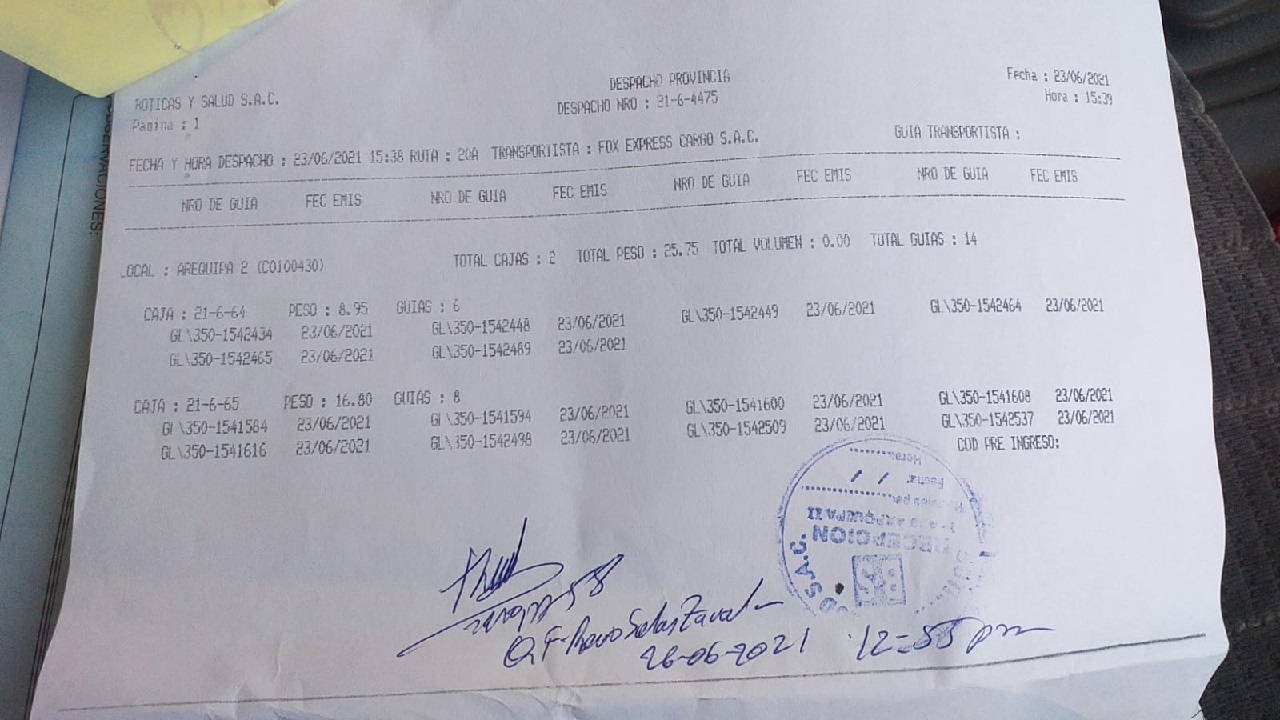 BOTICAS Y SALUD S.A.C.
Pagina : 1
DESPACHO PROVINCIA
DESPACHO NRO : 21-6-4475
Fecha : 23/06/2021
Hora : 15:39
FECHA Y HORA DESPACHO : 23/06/2021 15:38 RUTA : 20A TRANSPORTISTA : FOX EXPRESS CARGO S.A.C. GUIA TRANSPORTISTA :
NRO DE GUIA FEC EMIS NRO DE GUIA FEC EMIS NRO DE GUIA FEC EMIS NRO DE GUIA FEC EMIS
LOCAL : AREQUIPA 2 (C0100430) TOTAL CAJAS : 2 TOTAL PESO : 25.75 TOTAL VOLUMEN : 0.00 TOTAL GUIAS : 14
CAJA : 21-6-64 PESO : 8.95 GUIAS : 6
GL\350-1542434 23/06/2021 GL\350-1542448 23/06/2021 GL\350-1542449 23/06/2021 GL\350-1542464 23/06/2021
GL\350-1542465 23/06/2021 GL\350-1542489 23/06/2021
CAJA : 21-6-65 PESO : 16.80 GUIAS : 8
GL\350-1541584 23/06/2021 GL\350-1541594 23/06/2021 GL\350-1541600 23/06/2021 GL\350-1541608 23/06/2021
GL\350-1541616 23/06/2021 GL\350-1542498 23/06/2021 GL\350-1542509 23/06/2021 GL\350-1542537 23/06/2021
COD PRE INGRESO:
Hora:
Fecha: / /
AREQUIPA II
RECEPCION
BS
S.A.C.
Q.F
26-06-2021 12=55 pm
OBSERVACIONES: